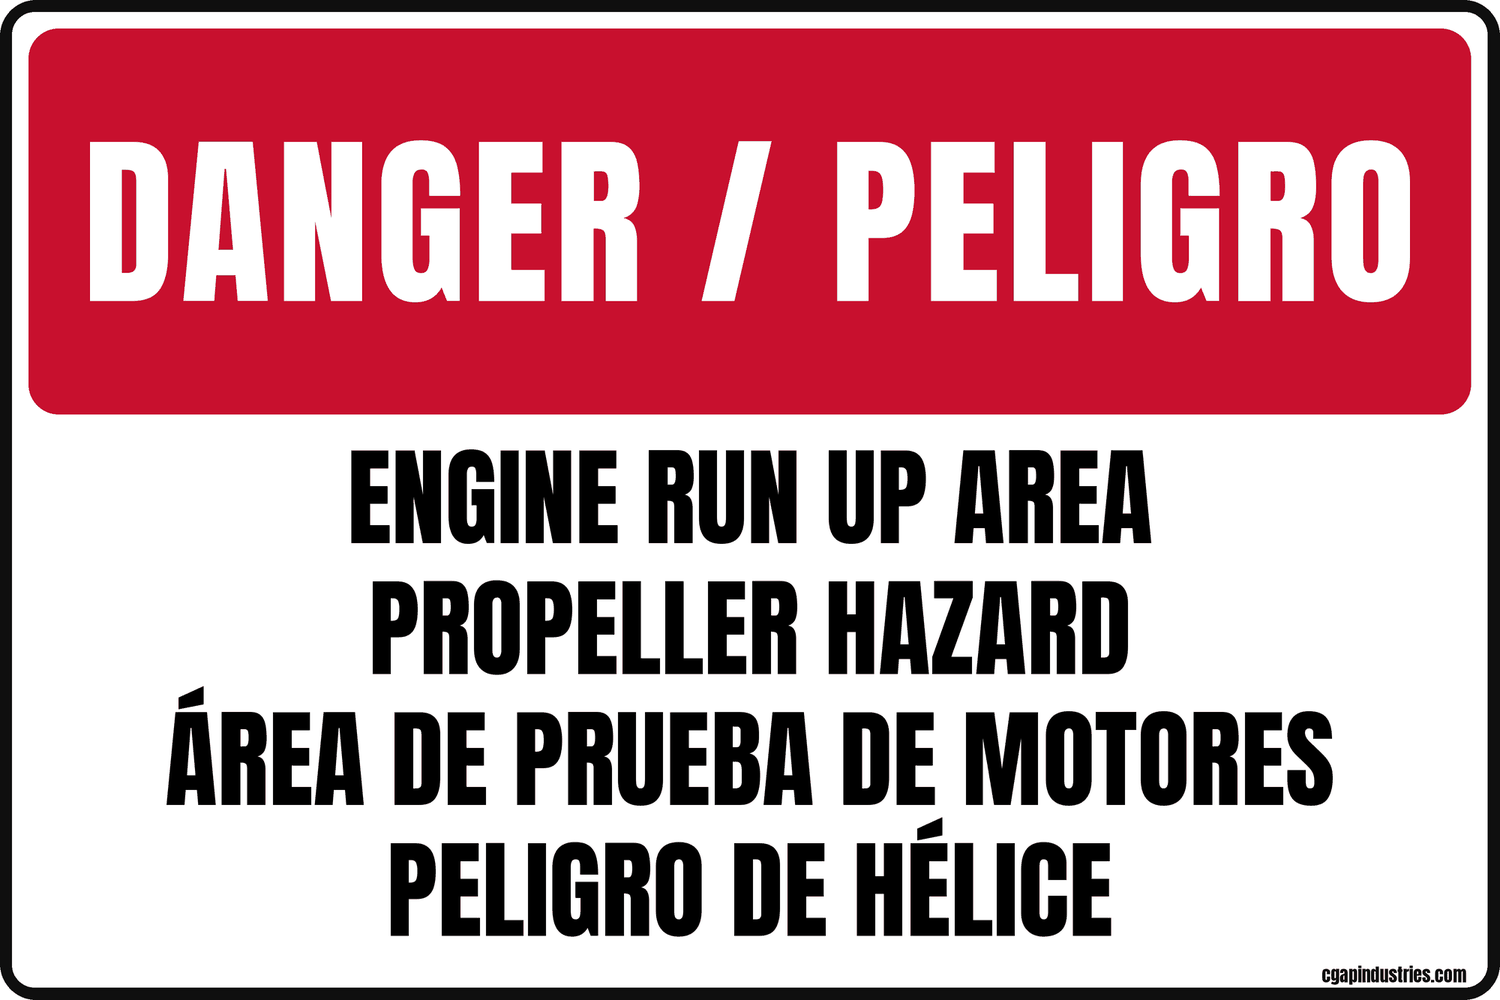 DANGER / PELIGRO
ENGINE RUN UP AREA
PROPELLER HAZARD
ÁREA DE PRUEBA DE MOTORES
PELIGRO DE HÉLICE
cgapindustries.com